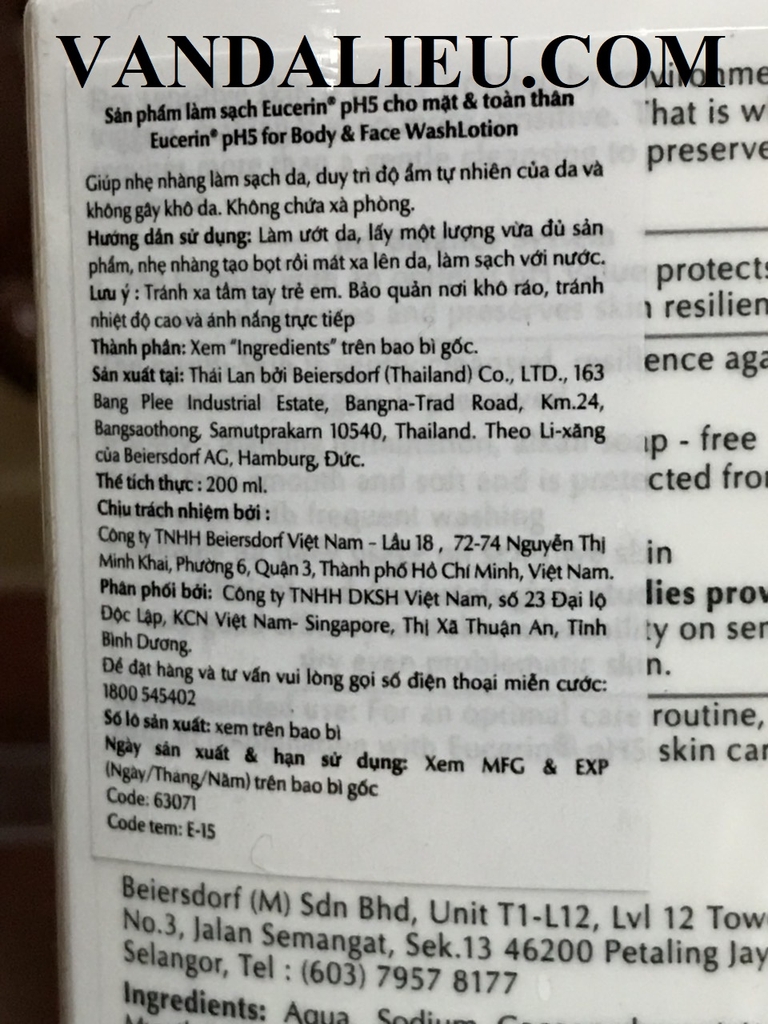 VANDALIEU.COM
Sản phẩm làm sạch Eucerin® pH5 cho mặt & toàn thân
Eucerin® pH5 for Body & Face WashLotion
Giúp nhẹ nhàng làm sạch da, duy trì độ ẩm tự nhiên của da và
không gây khô da. Không chứa xà phòng.
Hướng dẫn sử dụng: Làm ướt da, lấy một lượng vừa đủ sản
phẩm, nhẹ nhàng tạo bọt rồi mát xa lên da, làm sạch với nước.
Lưu ý : Tránh xa tầm tay trẻ em. Bảo quản nơi khô ráo, tránh
nhiệt độ cao và ánh nắng trực tiếp
Thành phần: Xem "Ingredients" trên bao bì gốc.
Sản xuất tại: Thái Lan bởi Beiersdorf (Thailand) Co., LTD., 163
Bang Plee Industrial Estate, Bangna-Trad Road, Km.24,
Bangsaothong, Samutprakarn 10540, Thailand. Theo Li-xăng
của Beiersdorf AG, Hamburg, Đức.
Thể tích thực : 200 ml.
Chịu trách nhiệm bởi :
Công ty TNHH Beiersdorf Việt Nam – Lầu 18 , 72-74 Nguyễn Thị
Minh Khai, Phường 6, Quận 3, Thành phố Hồ Chí Minh, Việt Nam.
Phân phối bởi: Công ty TNHH DKSH Việt Nam, số 23 Đại lộ
Độc Lập, KCN Việt Nam- Singapore, Thị Xã Thuận An, Tỉnh
Bình Dương.
Để đặt hàng và tư vấn vui lòng gọi số điện thoại miễn cước:
1800 545402
Số lô sản xuất: xem trên bao bì
Ngày sản xuất & hạn sử dụng: Xem MFG & EXP
(Ngày/Tháng/Năm) trên bao bì gốc
Code: 63071
Code tem: E-15
vironme
hat is w
preserve
protects
resilien
ence aga
p - free
cted fro
in
lies prov
ty on sen
n.
routine,
skin car
Beiersdorf (M) Sdn Bhd, Unit T1-L12, Lvl 12 Tow
No.3, Jalan Semangat, Sek.13 46200 Petaling Jay
Selangor, Tel : (603) 7957 8177
Ingredients: Aqua, Sodium